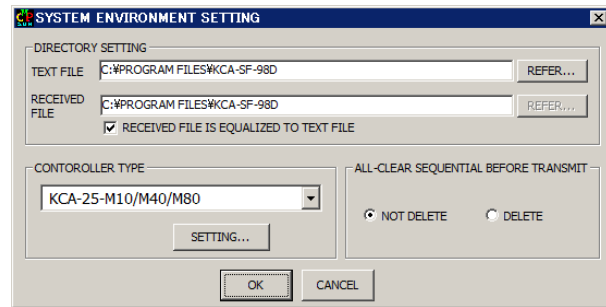 SYSTEM ENVIRONMENT SETTING
DIRECTORY SETTING
TEXT FILE C:¥PROGRAM FILES¥KCA-SF-98D REFER...
RECEIVED FILE C:¥PROGRAM FILES¥KCA-SF-98D REFER...
RECEIVED FILE IS EQUALIZED TO TEXT FILE
CONTOROLLER TYPE
KCA-25-M10/M40/M80
SETTING...
ALL-CLEAR SEQUENTIAL BEFORE TRANSMIT
NOT DELETE DELETE
OK CANCEL